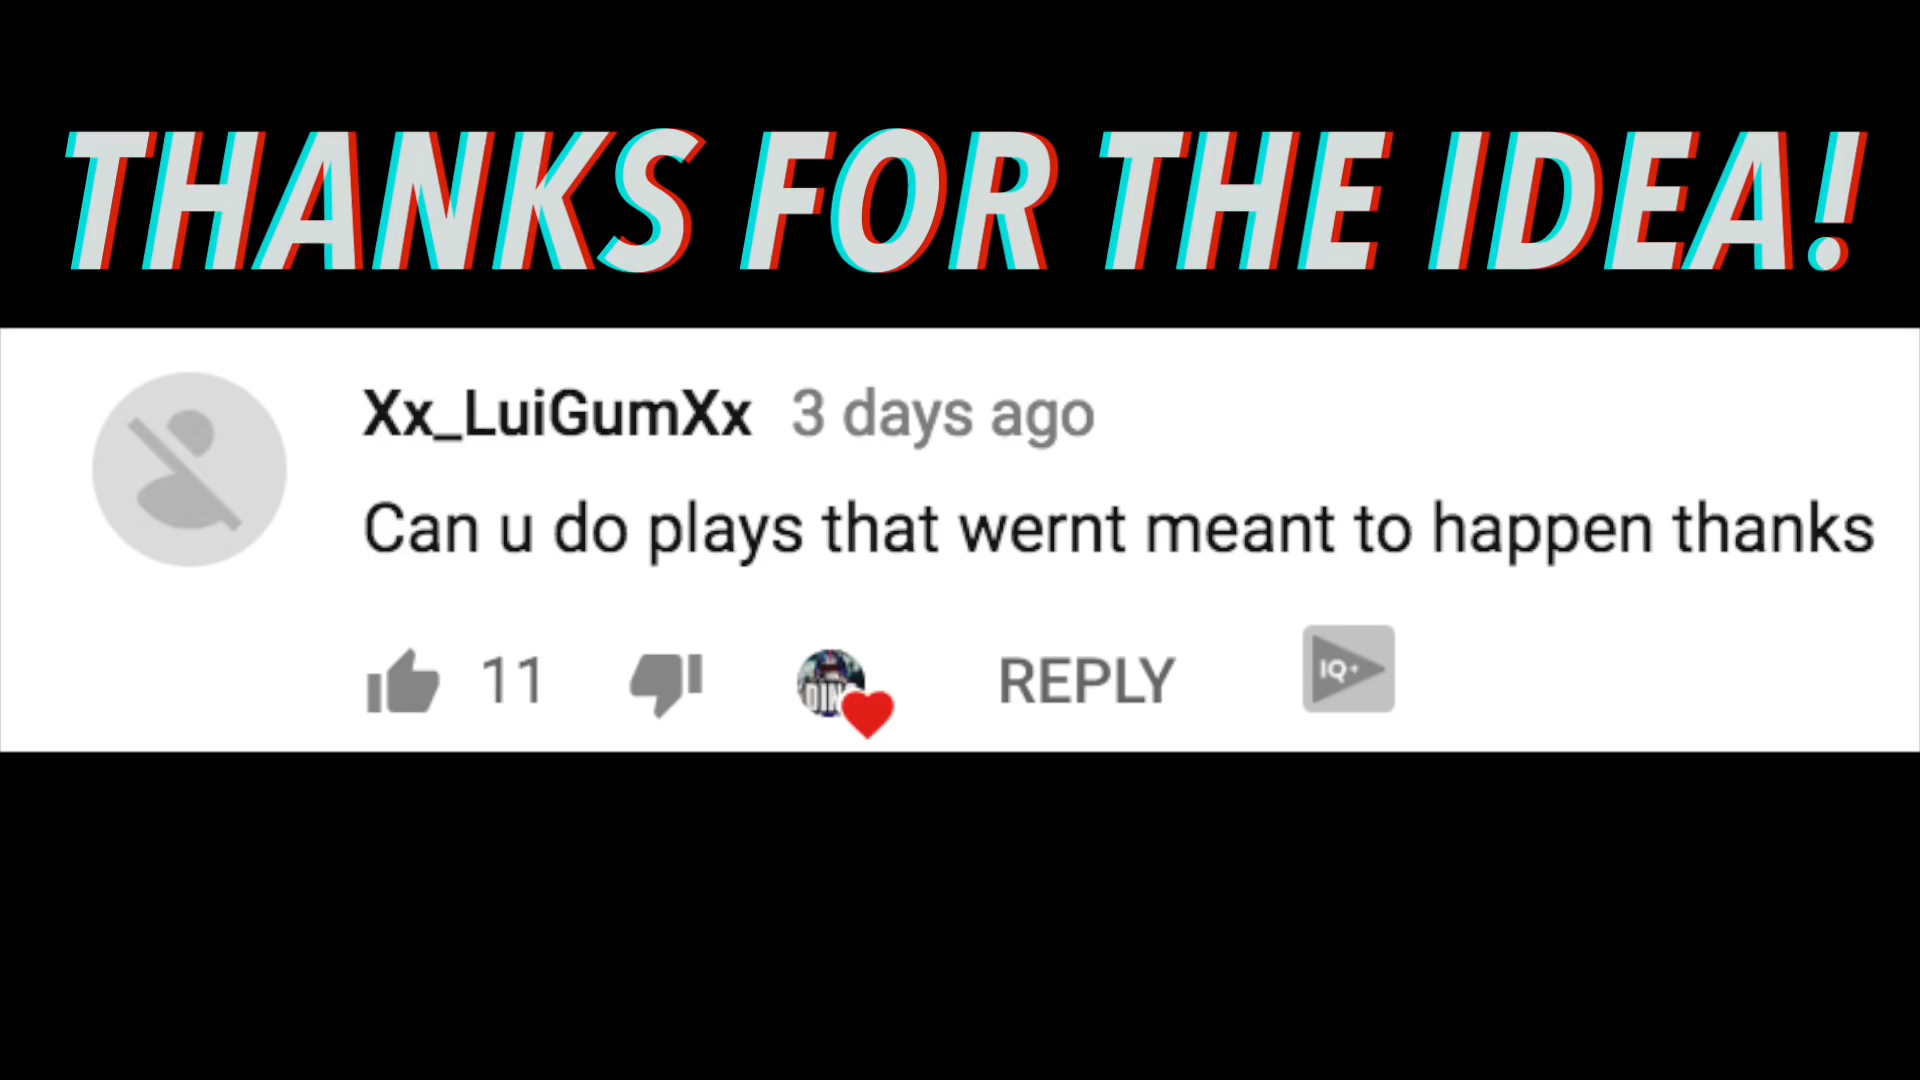 THANKS FOR THE IDEA!
Xx_LuiGumXx 3 days ago
Can u do plays that wernt meant to happen thanks
11 REPLY IQ+